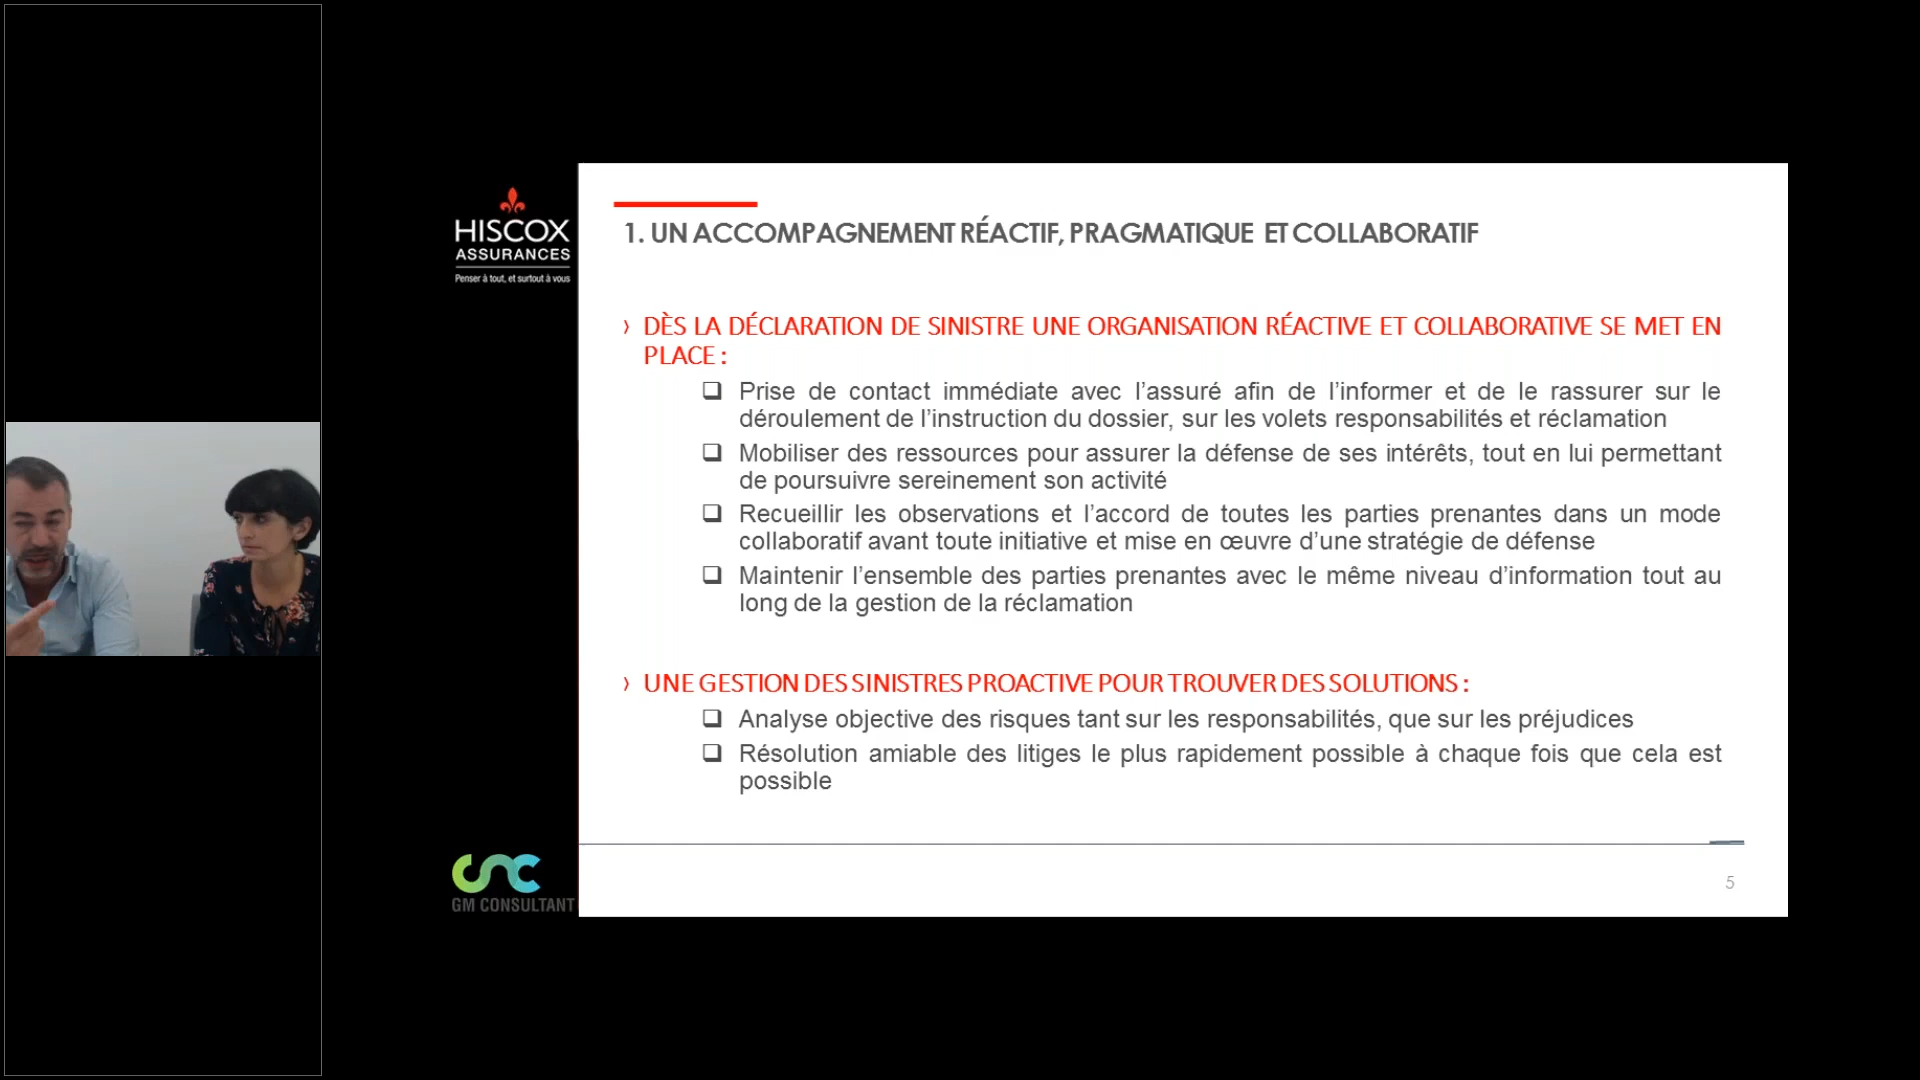 HISCOX
ASSURANCES
Penser à tout, et surtout à vous
1. UN ACCOMPAGNEMENT RÉACTIF, PRAGMATIQUE ET COLLABORATIF
› DÈS LA DÉCLARATION DE SINISTRE UNE ORGANISATION RÉACTIVE ET COLLABORATIVE SE MET EN
PLACE :
❑ Prise de contact immédiate avec l’assuré afin de l’informer et de le rassurer sur le
déroulement de l’instruction du dossier, sur les volets responsabilités et réclamation
❑ Mobiliser des ressources pour assurer la défense de ses intérêts, tout en lui permettant
de poursuivre sereinement son activité
❑ Recueillir les observations et l’accord de toutes les parties prenantes dans un mode
collaboratif avant toute initiative et mise en œuvre d’une stratégie de défense
❑ Maintenir l’ensemble des parties prenantes avec le même niveau d’information tout au
long de la gestion de la réclamation
› UNE GESTION DES SINISTRES PROACTIVE POUR TROUVER DES SOLUTIONS :
❑ Analyse objective des risques tant sur les responsabilités, que sur les préjudices
❑ Résolution amiable des litiges le plus rapidement possible à chaque fois que cela est
possible
GM CONSULTANT
5